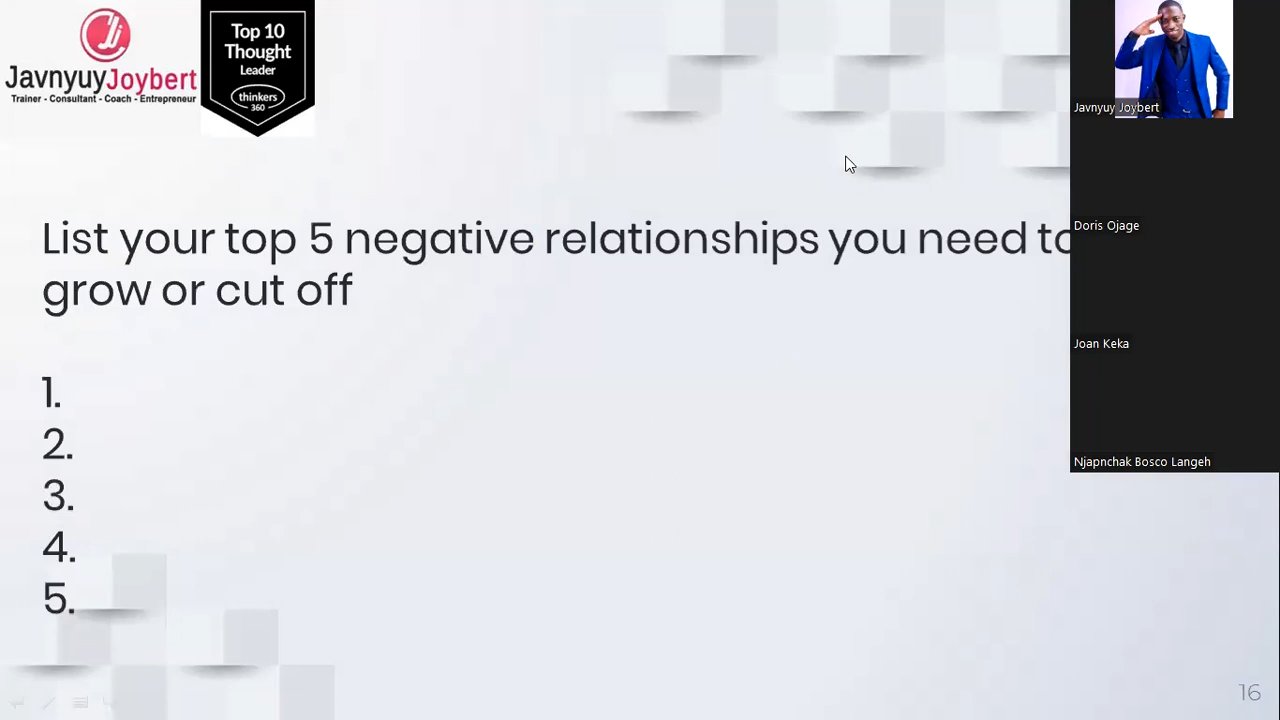 Jj
JavnyuyJoybert
Trainer - Consultant - Coach - Entrepreneur
Top 10
Thought
Leader
thinkers
360
Javnyuy Joybert
Doris Ojage
Joan Keka
Njapnchak Bosco Langeh
List your top 5 negative relationships you need to
grow or cut off
1.
2.
3.
4.
5.
16